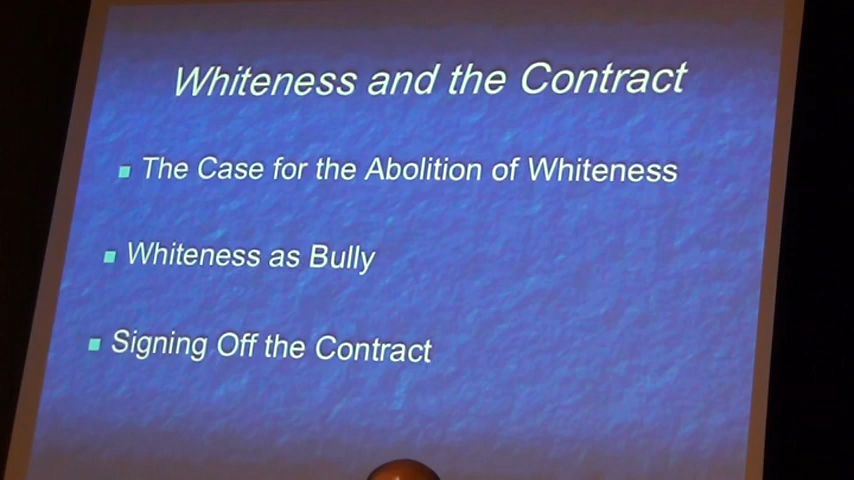 Whiteness and the Contract
The Case for the Abolition of Whiteness
Whiteness as Bully
Signing Off the Contract